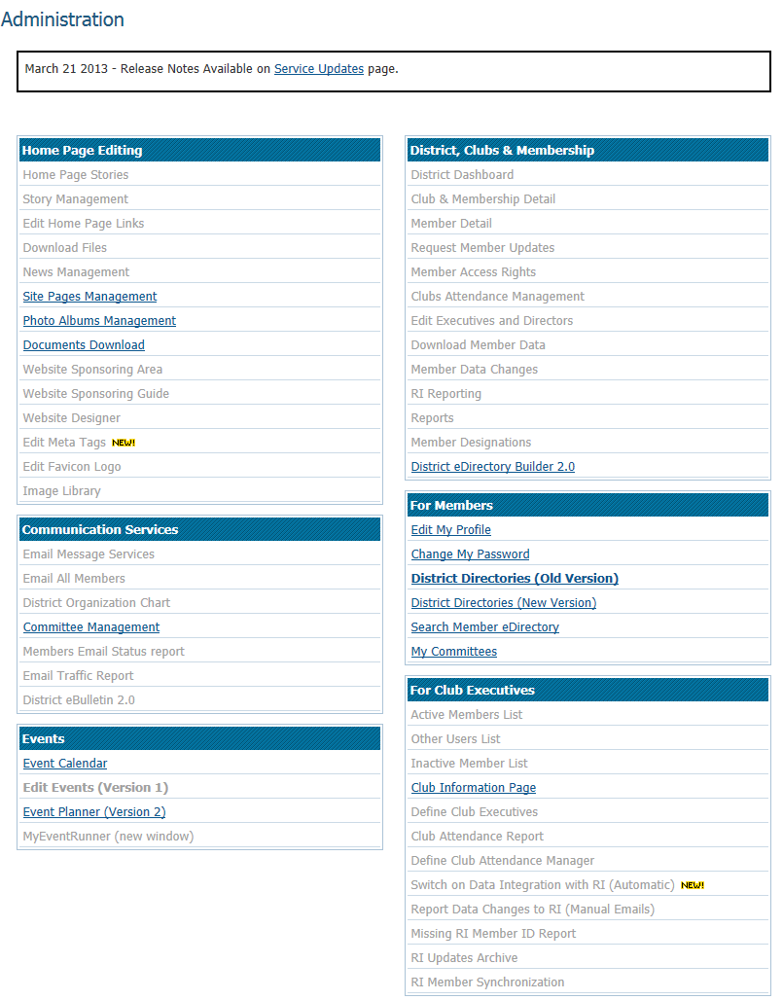 Administration
March 21 2013 - Release Notes Available on Service Updates page.
Home Page Editing
Home Page Stories
Story Management
Edit Home Page Links
Download Files
News Management
Site Pages Management
Photo Albums Management
Documents Download
Website Sponsoring Area
Website Sponsoring Guide
Website Designer
Edit Meta Tags NEW!
Edit Favicon Logo
Image Library
Communication Services
Email Message Services
Email All Members
District Organization Chart
Committee Management
Members Email Status report
Email Traffic Report
District eBulletin 2.0
Events
Event Calendar
Edit Events (Version 1)
Event Planner (Version 2)
MyEventRunner (new window)
District, Clubs & Membership
District Dashboard
Club & Membership Detail
Member Detail
Request Member Updates
Member Access Rights
Clubs Attendance Management
Edit Executives and Directors
Download Member Data
Member Data Changes
RI Reporting
Reports
Member Designations
District eDirectory Builder 2.0
For Members
Edit My Profile
Change My Password
District Directories (Old Version)
District Directories (New Version)
Search Member eDirectory
My Committees
For Club Executives
Active Members List
Other Users List
Inactive Member List
Club Information Page
Define Club Executives
Club Attendance Report
Define Club Attendance Manager
Switch on Data Integration with RI (Automatic) NEW!
Report Data Changes to RI (Manual Emails)
Missing RI Member ID Report
RI Updates Archive
RI Member Synchronization